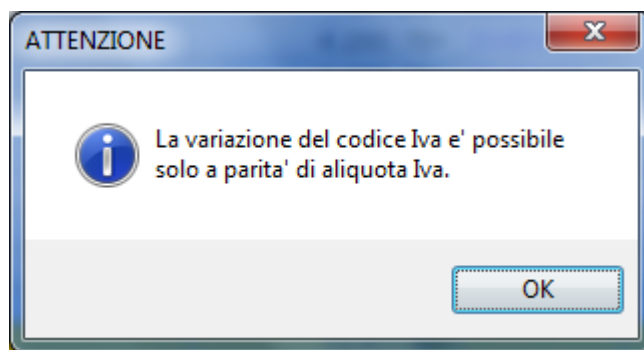 ATTENZIONE
La variazione del codice Iva e' possibile
solo a parita' di aliquota Iva.
OK